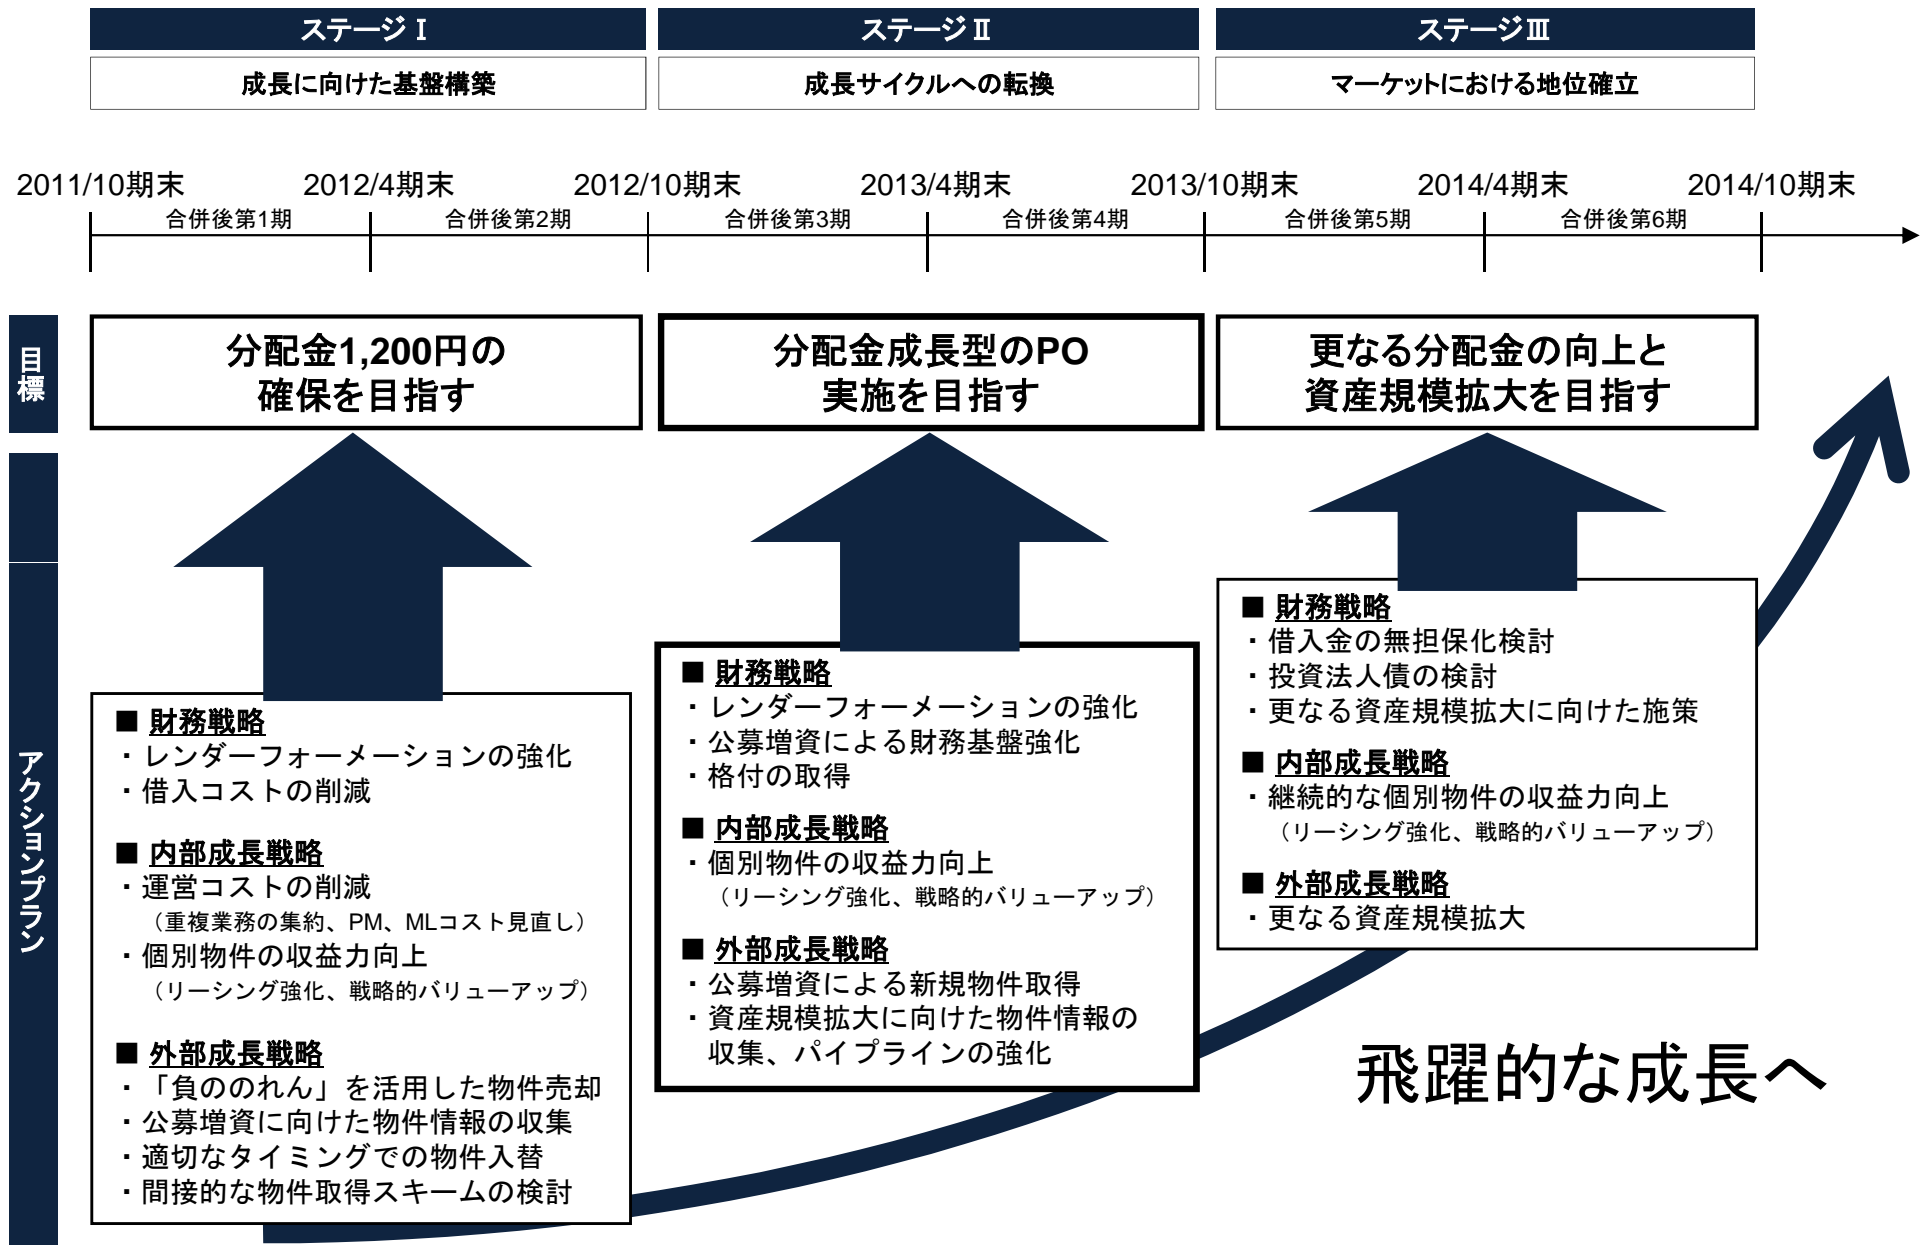 ステージⅠ
ステージⅡ
ステージⅢ
成長に向けた基盤構築
成長サイクルへの転換
マーケットにおける地位確立
2011/10期末
2012/4期末
2012/10期末
2013/4期末
2013/10期末
2014/4期末
2014/10期末
合併後第1期
合併後第2期
合併後第3期
合併後第4期
合併後第5期
合併後第6期
目標
分配金1,200円の
確保を目指す
分配金成長型のPO
実施を目指す
更なる分配金の向上と
資産規模拡大を目指す
アクションプラン
■ 財務戦略
・レンダーフォーメーションの強化
・借入コストの削減
■ 内部成長戦略
・運営コストの削減
（重複業務の集約、PM、MLコスト見直し）
・個別物件の収益力向上
（リーシング強化、戦略的バリューアップ）
■ 外部成長戦略
・「負ののれん」を活用した物件売却
・公募増資に向けた物件情報の収集
・適切なタイミングでの物件入替
・間接的な物件取得スキームの検討
■ 財務戦略
・レンダーフォーメーションの強化
・公募増資による財務基盤強化
・格付の取得
■ 内部成長戦略
・個別物件の収益力向上
（リーシング強化、戦略的バリューアップ）
■ 外部成長戦略
・公募増資による新規物件取得
・資産規模拡大に向けた物件情報の
収集、パイプラインの強化
■ 財務戦略
・借入金の無担保化検討
・投資法人債の検討
・更なる資産規模拡大に向けた施策
■ 内部成長戦略
・継続的な個別物件の収益力向上
（リーシング強化、戦略的バリューアップ）
■ 外部成長戦略
・更なる資産規模拡大
飛躍的な成長へ